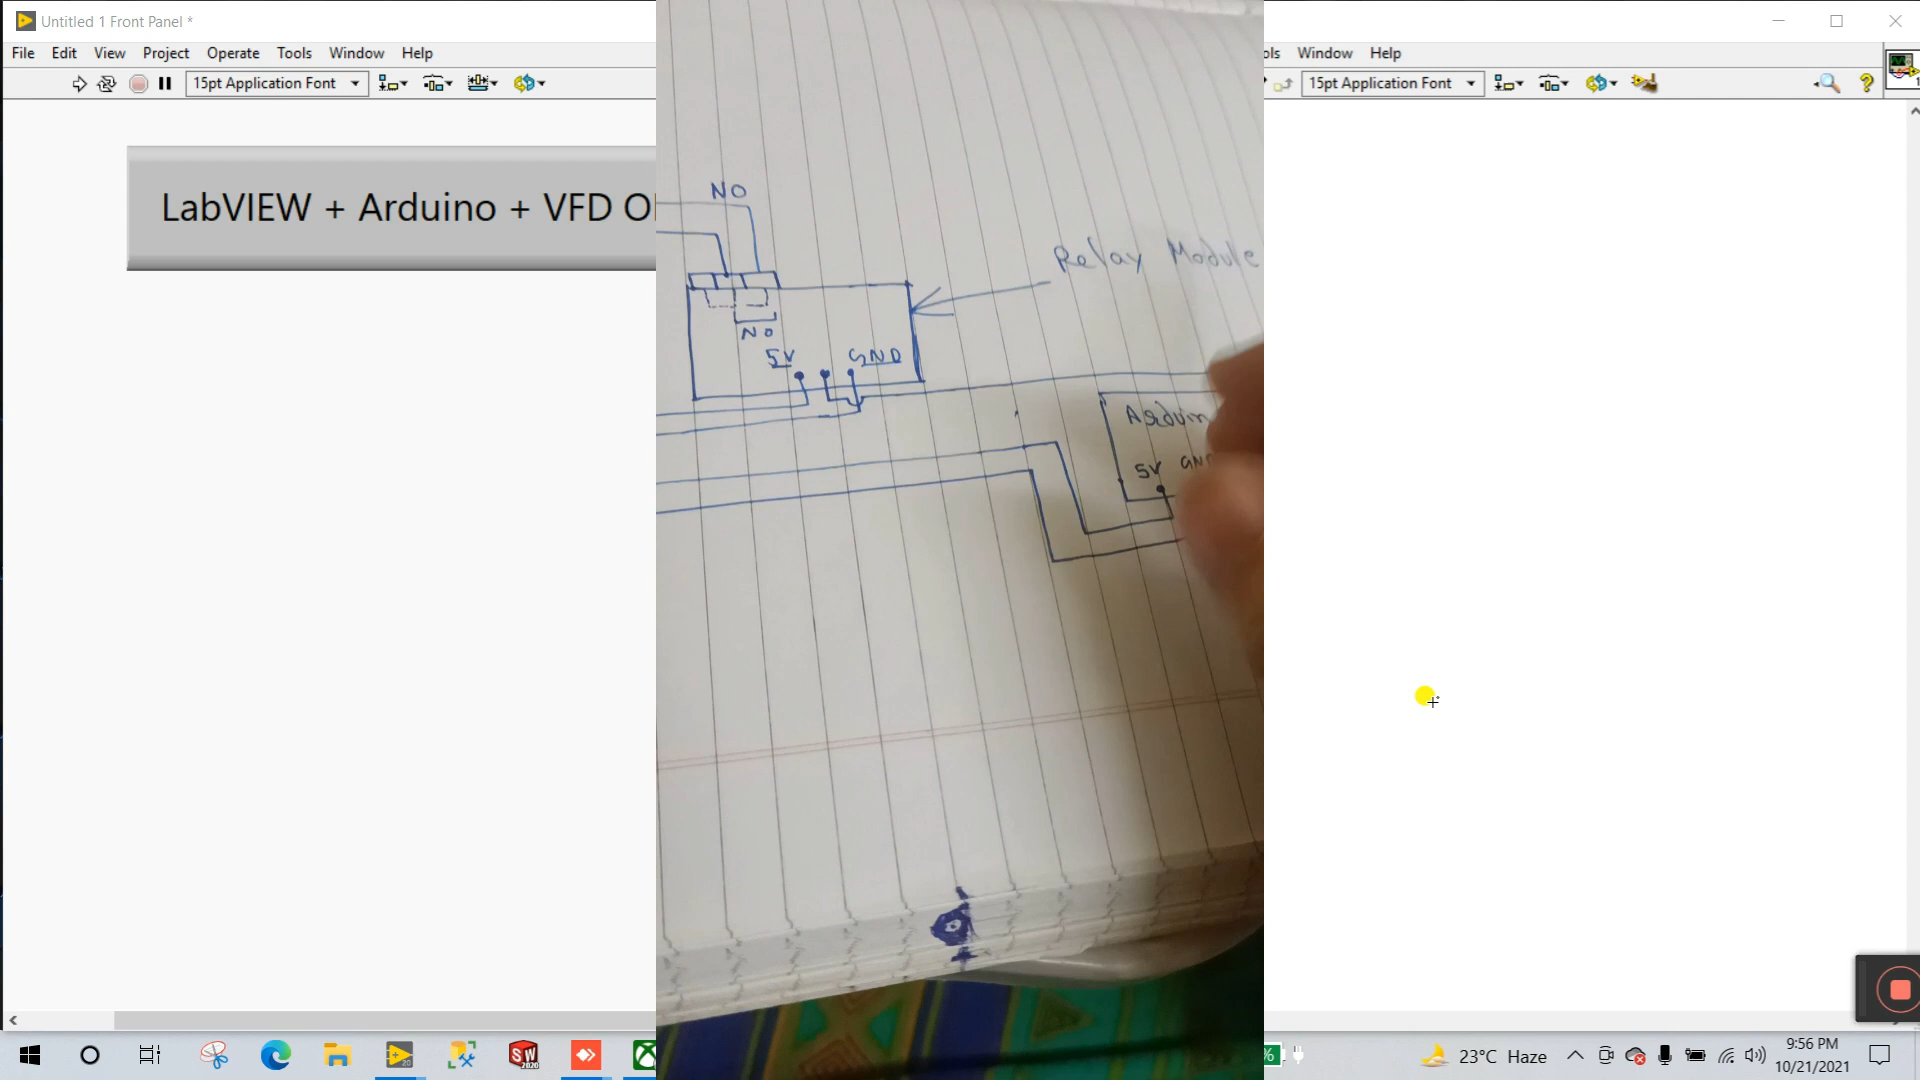 Untitled 1 Front Panel *
File Edit View Project Operate Tools Window Help
Window Help
15pt Application Font
15pt Application Font
LabVIEW + Arduino + VFD
NO
Relay Module
NO
5V GND
5V
23°C Haze
9:56 PM
10/21/2021